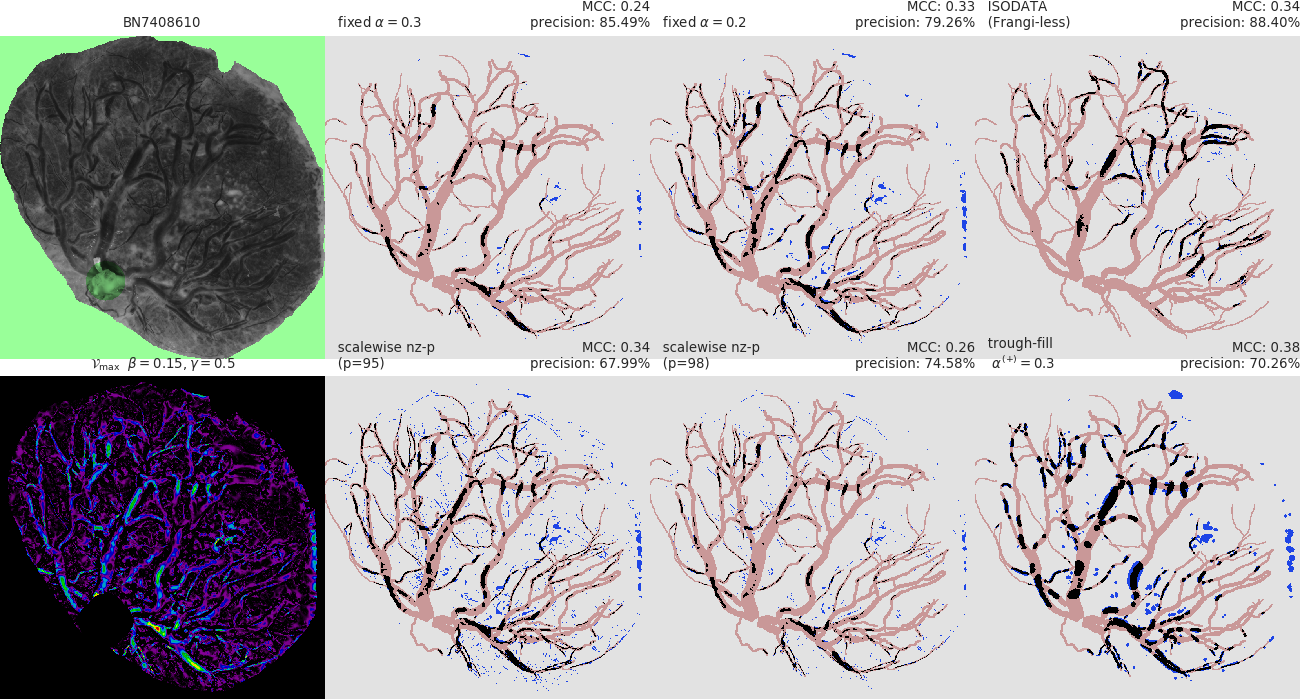 BN7408610
fixed α = 0.3
MCC: 0.24
precision: 85.49%
fixed α = 0.2
MCC: 0.33
precision: 79.26%
ISODATA
(Frangi-less)
MCC: 0.34
precision: 88.40%
𝒱max β = 0.15, γ = 0.5
scalewise nz-p
(p=95)
MCC: 0.34
precision: 67.99%
scalewise nz-p
(p=98)
MCC: 0.26
precision: 74.58%
trough-fill
α(+) = 0.3
MCC: 0.38
precision: 70.26%